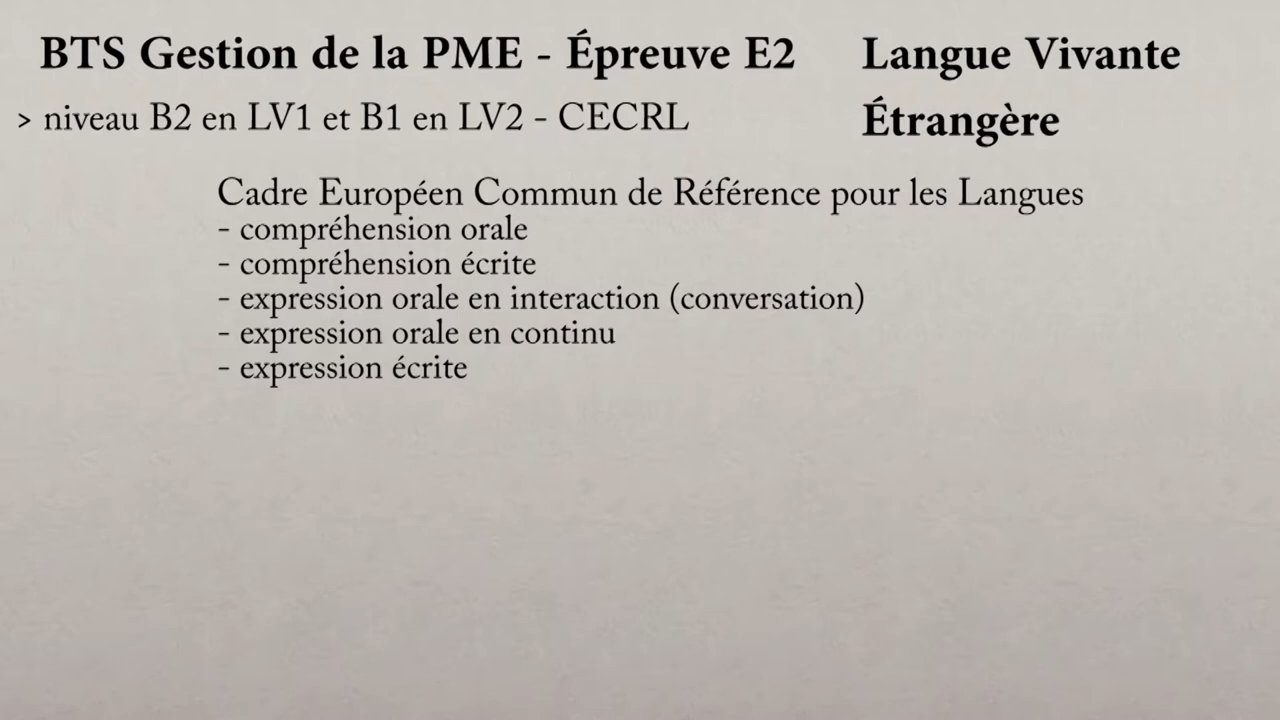 BTS Gestion de la PME - Épreuve E2
Langue Vivante
Étrangère
> niveau B2 en LV1 et B1 en LV2 - CECRL
Cadre Européen Commun de Référence pour les Langues
- compréhension orale
- compréhension écrite
- expression orale en interaction (conversation)
- expression orale en continu
- expression écrite